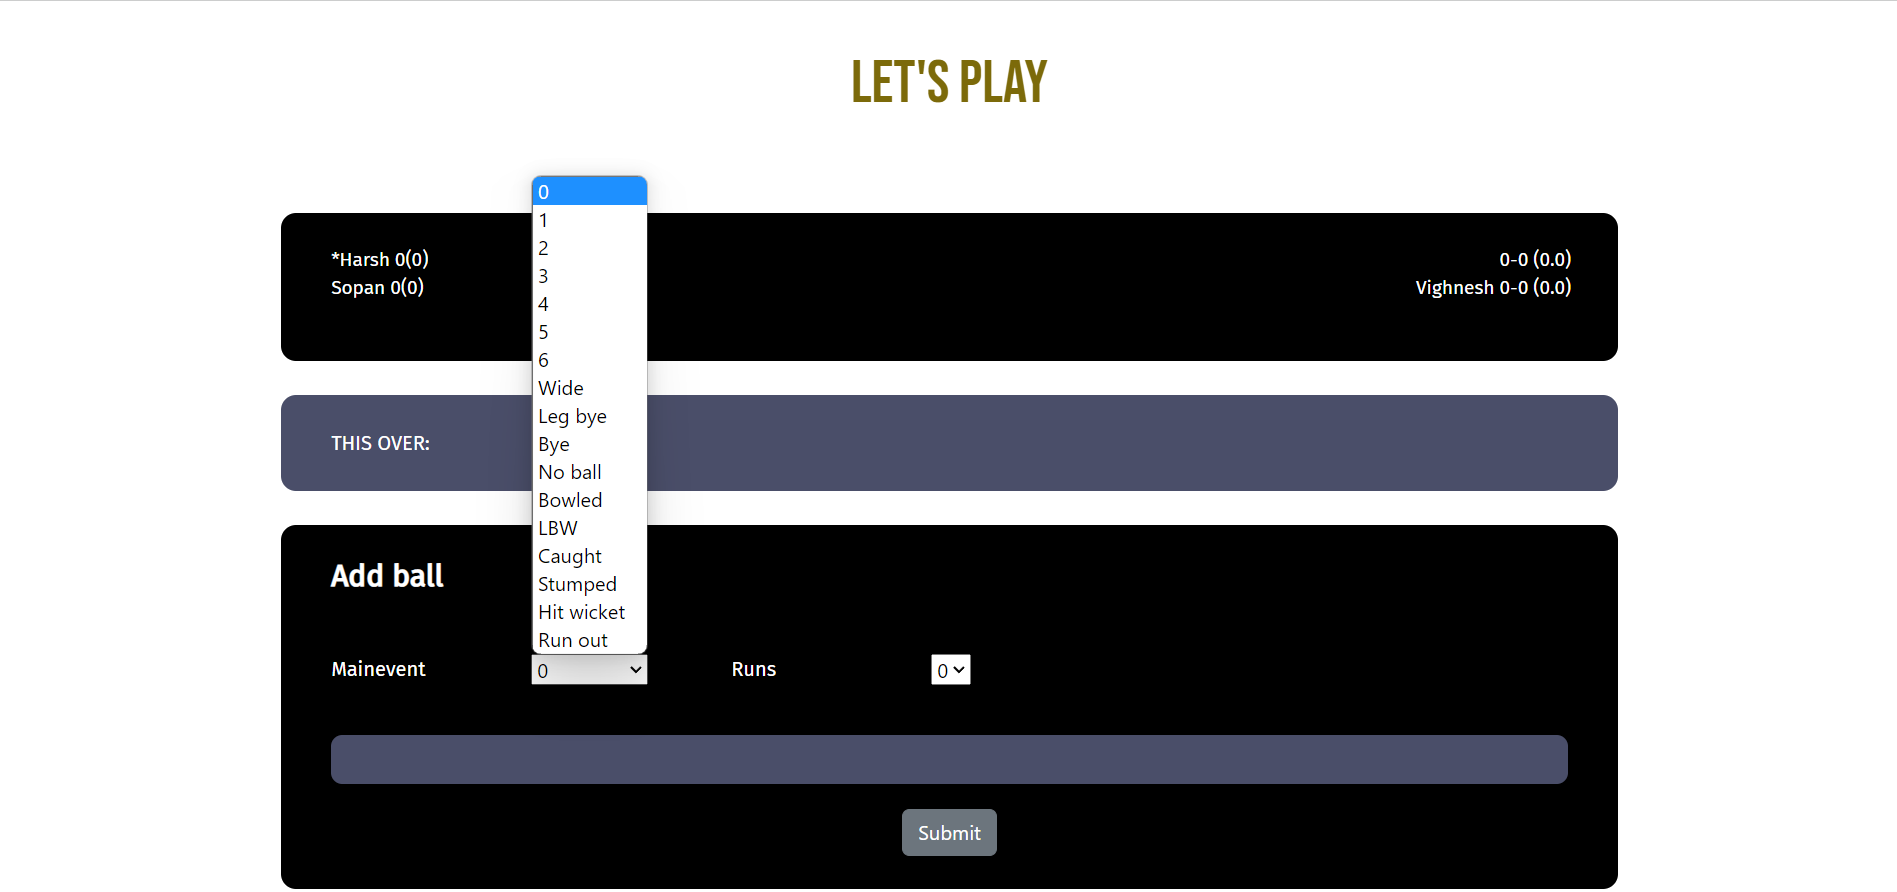 LET'S PLAY
*Harsh 0(0)
Sopan 0(0)
0-0 (0.0)
Vighnesh 0-0 (0.0)
THIS OVER:
Add ball
Mainevent
0
1
2
3
4
5
6
Wide
Leg bye
Bye
No ball
Bowled
LBW
Caught
Stumped
Hit wicket
Run out
0
Runs
0
Submit